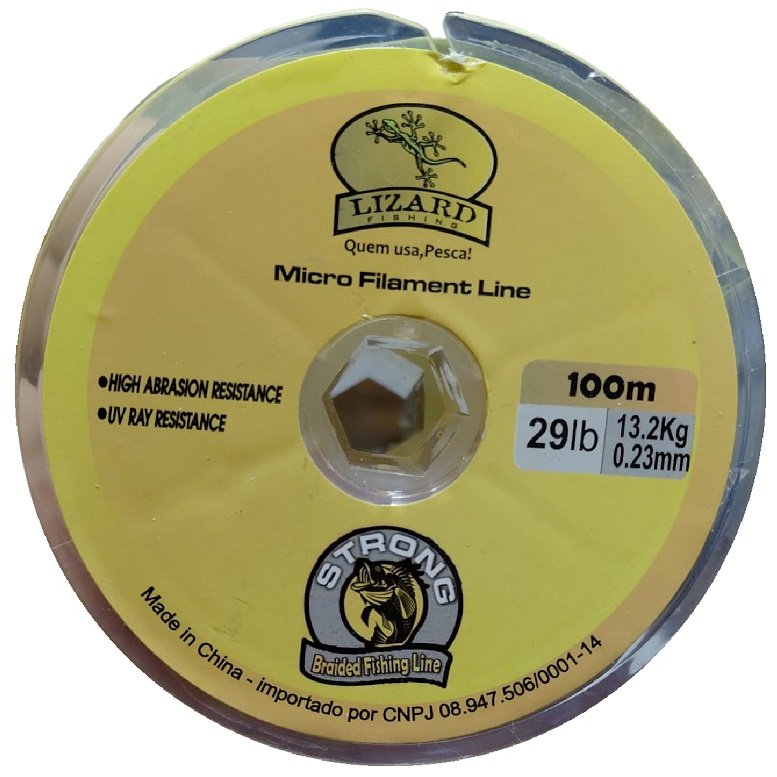 LIZARD
FISHING
Quem usa,Pesca!
Micro Filament Line
•HIGH ABRASION RESISTANCE
•UV RAY RESISTANCE
100m
29lb
13.2Kg
0.23mm
STRONG
Braided Fishing Line
Made in China - importado por CNPJ 08.947.506/0001-14